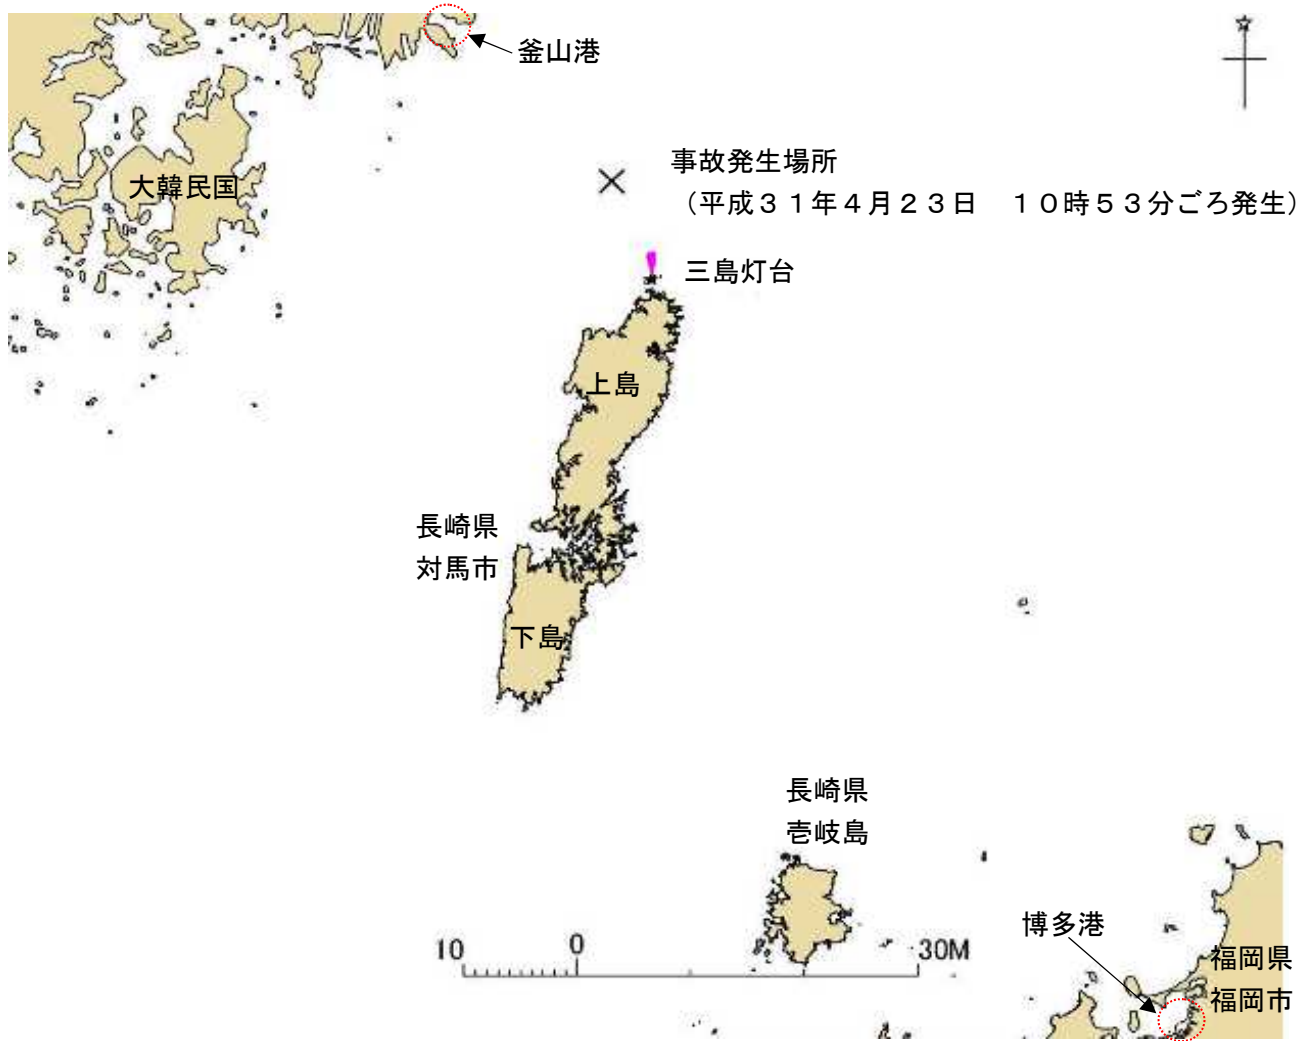 釜山港
事故発生場所
（平成３１年４月２３日　１０時５３分ごろ発生）
大韓民国
三島灯台
上島
長崎県
対馬市
下島
長崎県
壱岐島
博多港
10 0 30M
福岡県
福岡市